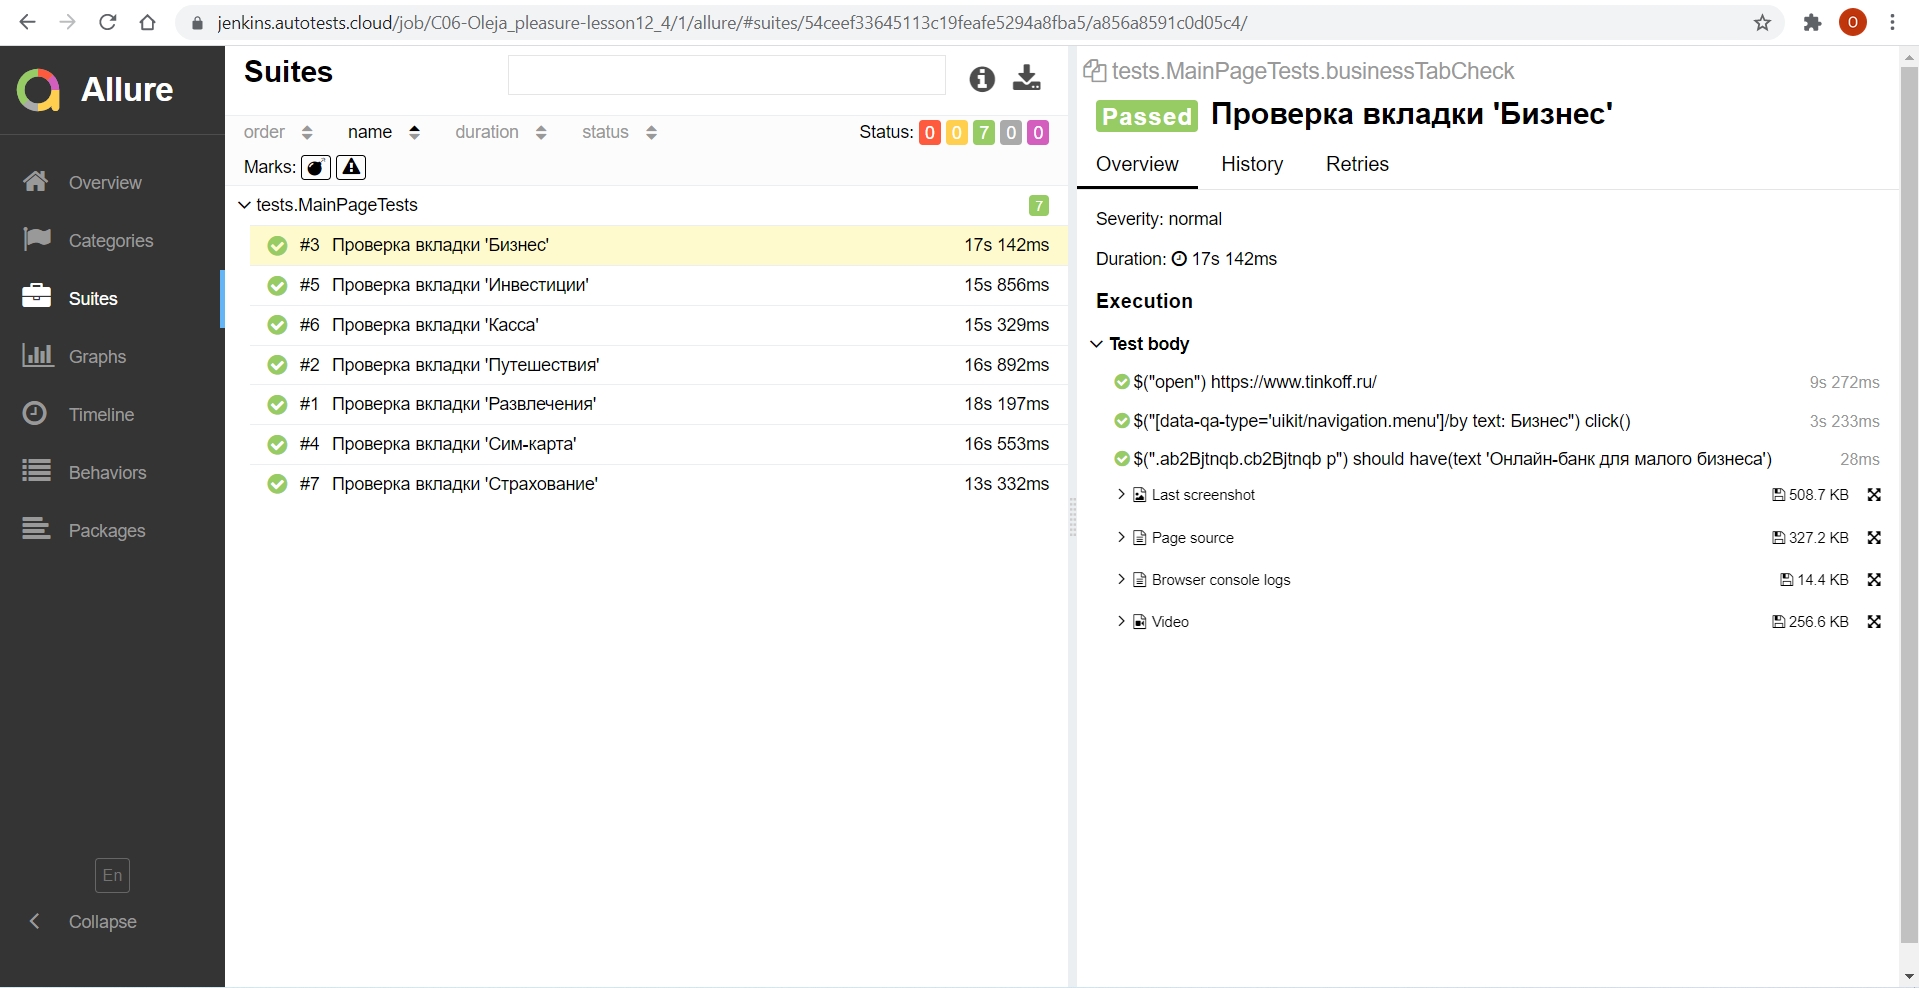 jenkins.autotests.cloud/job/C06-Oleja_pleasure-lesson12_4/1/allure/#suites/54ceef33645113c19feafe5294a8fba5/a856a8591c0d05c4/
O
Allure
Overview
Categories
Suites
Graphs
Timeline
Behaviors
Packages
En
Collapse
Suites
order name duration status Status: 0 0 7 0 0
Marks:
tests.MainPageTests 7
#3 Проверка вкладки 'Бизнес' 17s 142ms
#5 Проверка вкладки 'Инвестиции' 15s 856ms
#6 Проверка вкладки 'Касса' 15s 329ms
#2 Проверка вкладки 'Путешествия' 16s 892ms
#1 Проверка вкладки 'Развлечения' 18s 197ms
#4 Проверка вкладки 'Сим-карта' 16s 553ms
#7 Проверка вкладки 'Страхование' 13s 332ms
tests.MainPageTests.businessTabCheck
Passed Проверка вкладки 'Бизнес'
Overview History Retries
Severity: normal
Duration: 17s 142ms
Execution
Test body
$("open") https://www.tinkoff.ru/ 9s 272ms
$("[data-qa-type='uikit/navigation.menu']/by text: Бизнес") click() 3s 233ms
$(".ab2Bjtnqb.cb2Bjtnqb p") should have(text 'Онлайн-банк для малого бизнеса') 28ms
Last screenshot 508.7 KB
Page source 327.2 KB
Browser console logs 14.4 KB
Video 256.6 KB